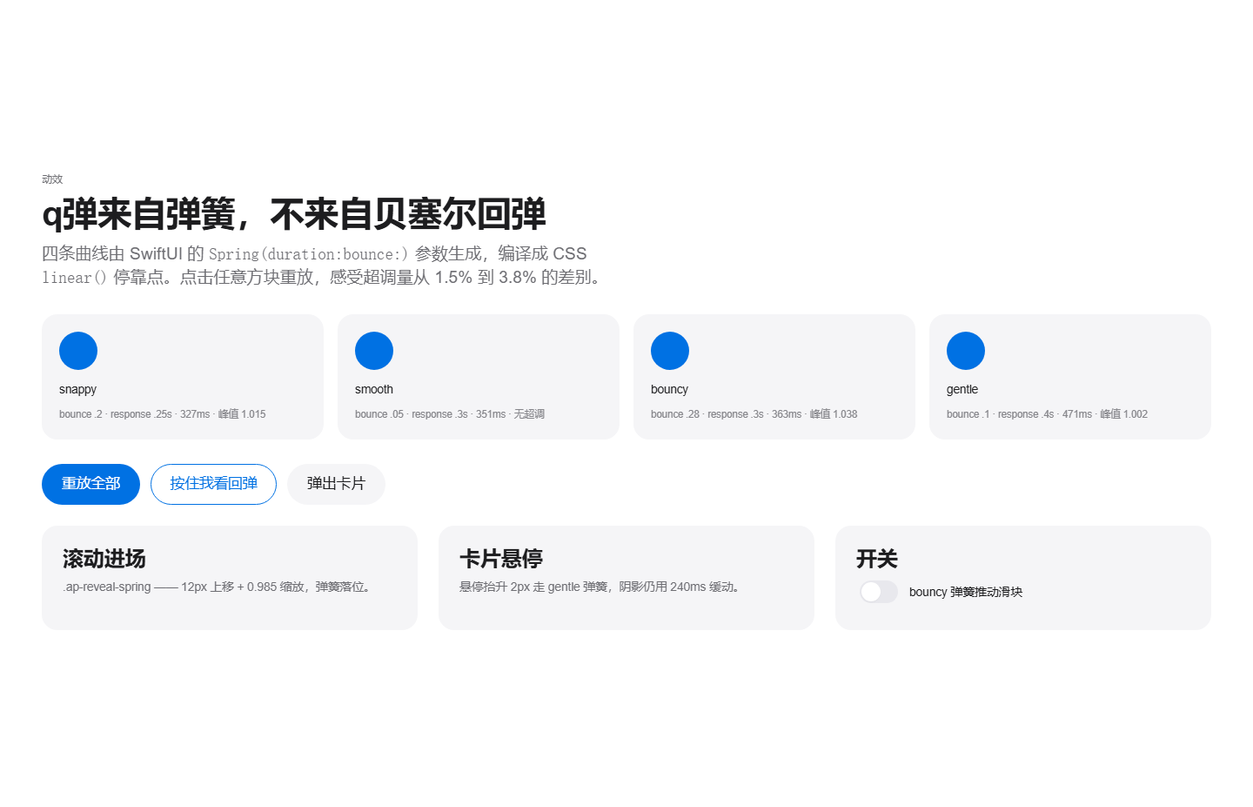 动效
q弹来自弹簧，不来自贝塞尔回弹
四条曲线由 SwiftUI 的 Spring(duration:bounce:) 参数生成，编译成 CSS
linear() 停靠点。点击任意方块重放，感受超调量从 1.5% 到 3.8% 的差别。
snappy
bounce .2 · response .25s · 327ms · 峰值 1.015
smooth
bounce .05 · response .3s · 351ms · 无超调
bouncy
bounce .28 · response .3s · 363ms · 峰值 1.038
gentle
bounce .1 · response .4s · 471ms · 峰值 1.002
重放全部
按住我看回弹
弹出卡片
滚动进场
.ap-reveal-spring —— 12px 上移 + 0.985 缩放，弹簧落位。
卡片悬停
悬停抬升 2px 走 gentle 弹簧，阴影仍用 240ms 缓动。
开关
bouncy 弹簧推动滑块